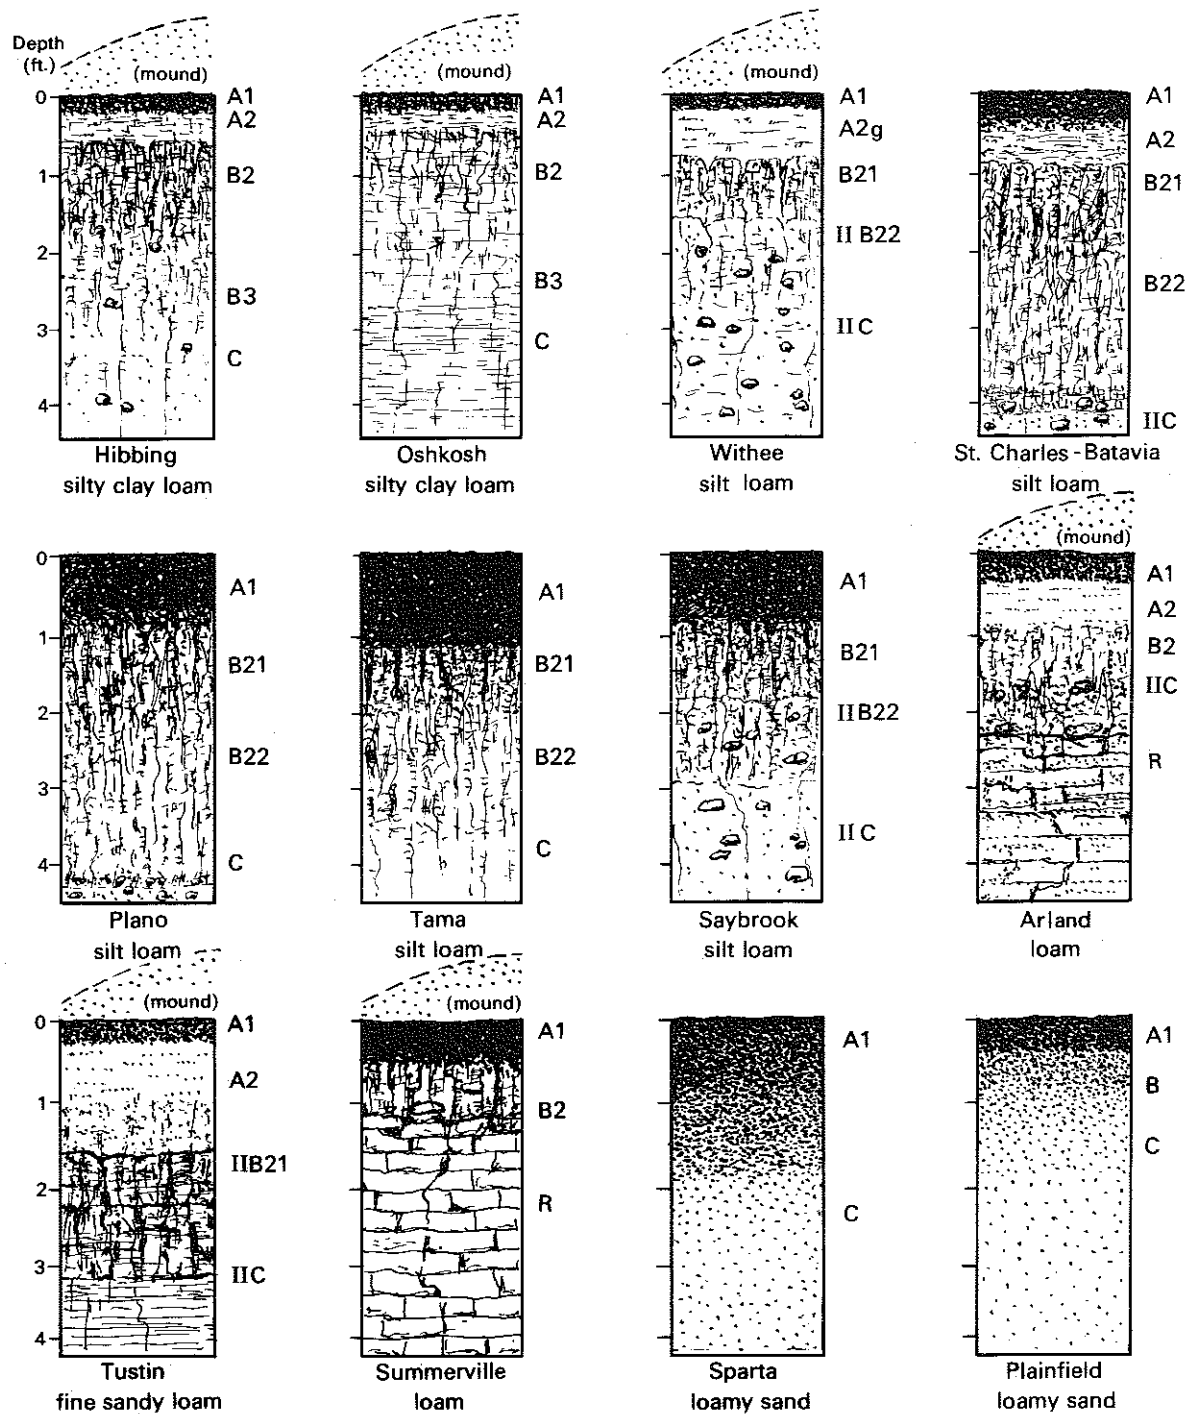 Depth
(ft.)
(mound)
0
1
2
3
4
A1
A2
B2
B3
C
Hibbing
silty clay loam
(mound)
A1
A2
B2
B3
C
Oshkosh
silty clay loam
(mound)
A1
A2g
B21
II B22
II C
Withee
silt loam
A1
A2
B21
B22
IIC
St. Charles-Batavia
silt loam
0
1
2
3
4
A1
B21
B22
C
Plano
silt loam
A1
B21
B22
C
Tama
silt loam
A1
B21
IIB22
II C
Saybrook
silt loam
(mound)
A1
A2
B2
IIC
R
Arland
loam
(mound)
0
1
2
3
4
A1
A2
IIB21
IIC
Tustin
fine sandy loam
(mound)
A1
B2
R
Summerville
loam
A1
C
Sparta
loamy sand
A1
B
C
Plainfield
loamy sand